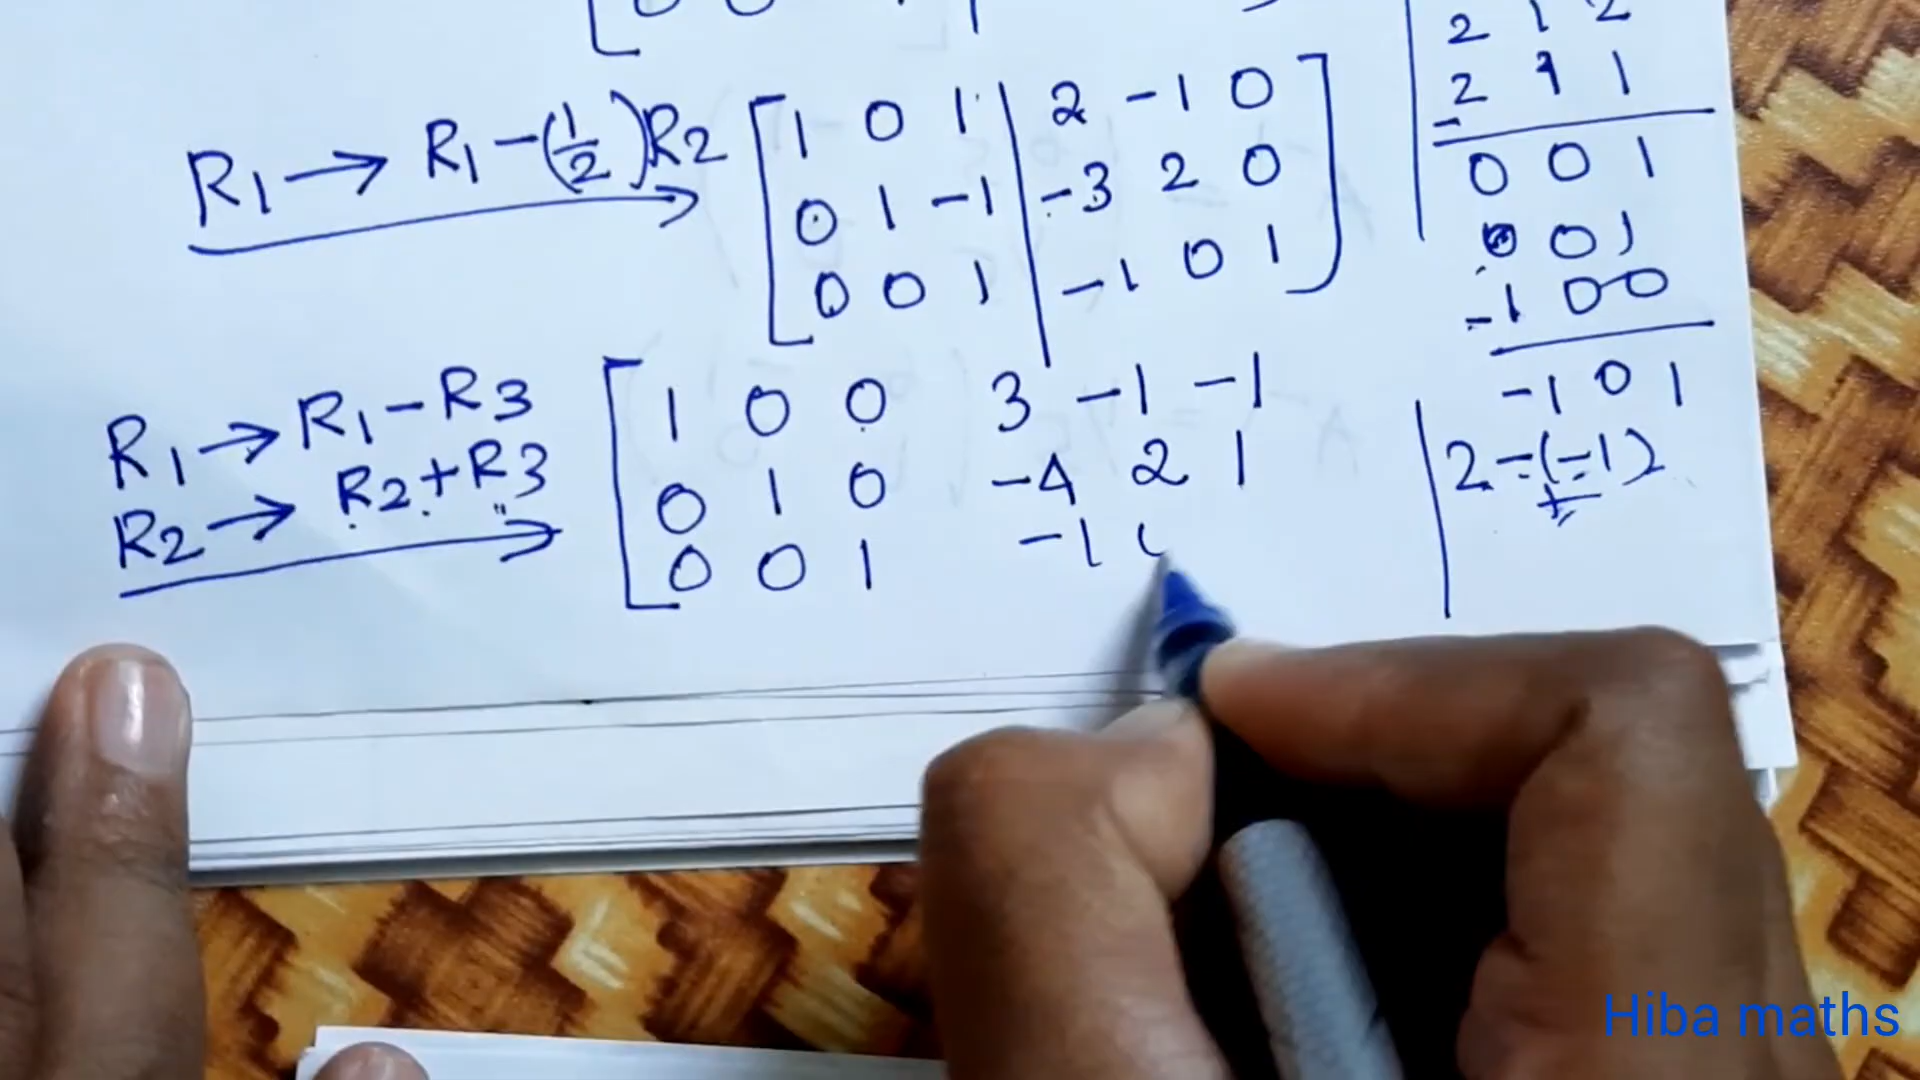 R1 → R1 - (1/2)R2 [ 1 0 1 | 2 -1 0
0 1 -1 | -3 2 0
0 0 1 | -1 0 1 ]
R1 → R1 - R3 [ 1 0 0 3 -1 -1
R2 → R2 + R3 0 1 0 -4 2 1
0 0 1 -1
2 1 2
2 1 1
0 0 1
0 0 1
-1 0 0
-1 0 1
2 - (-1)
+
Hiba maths